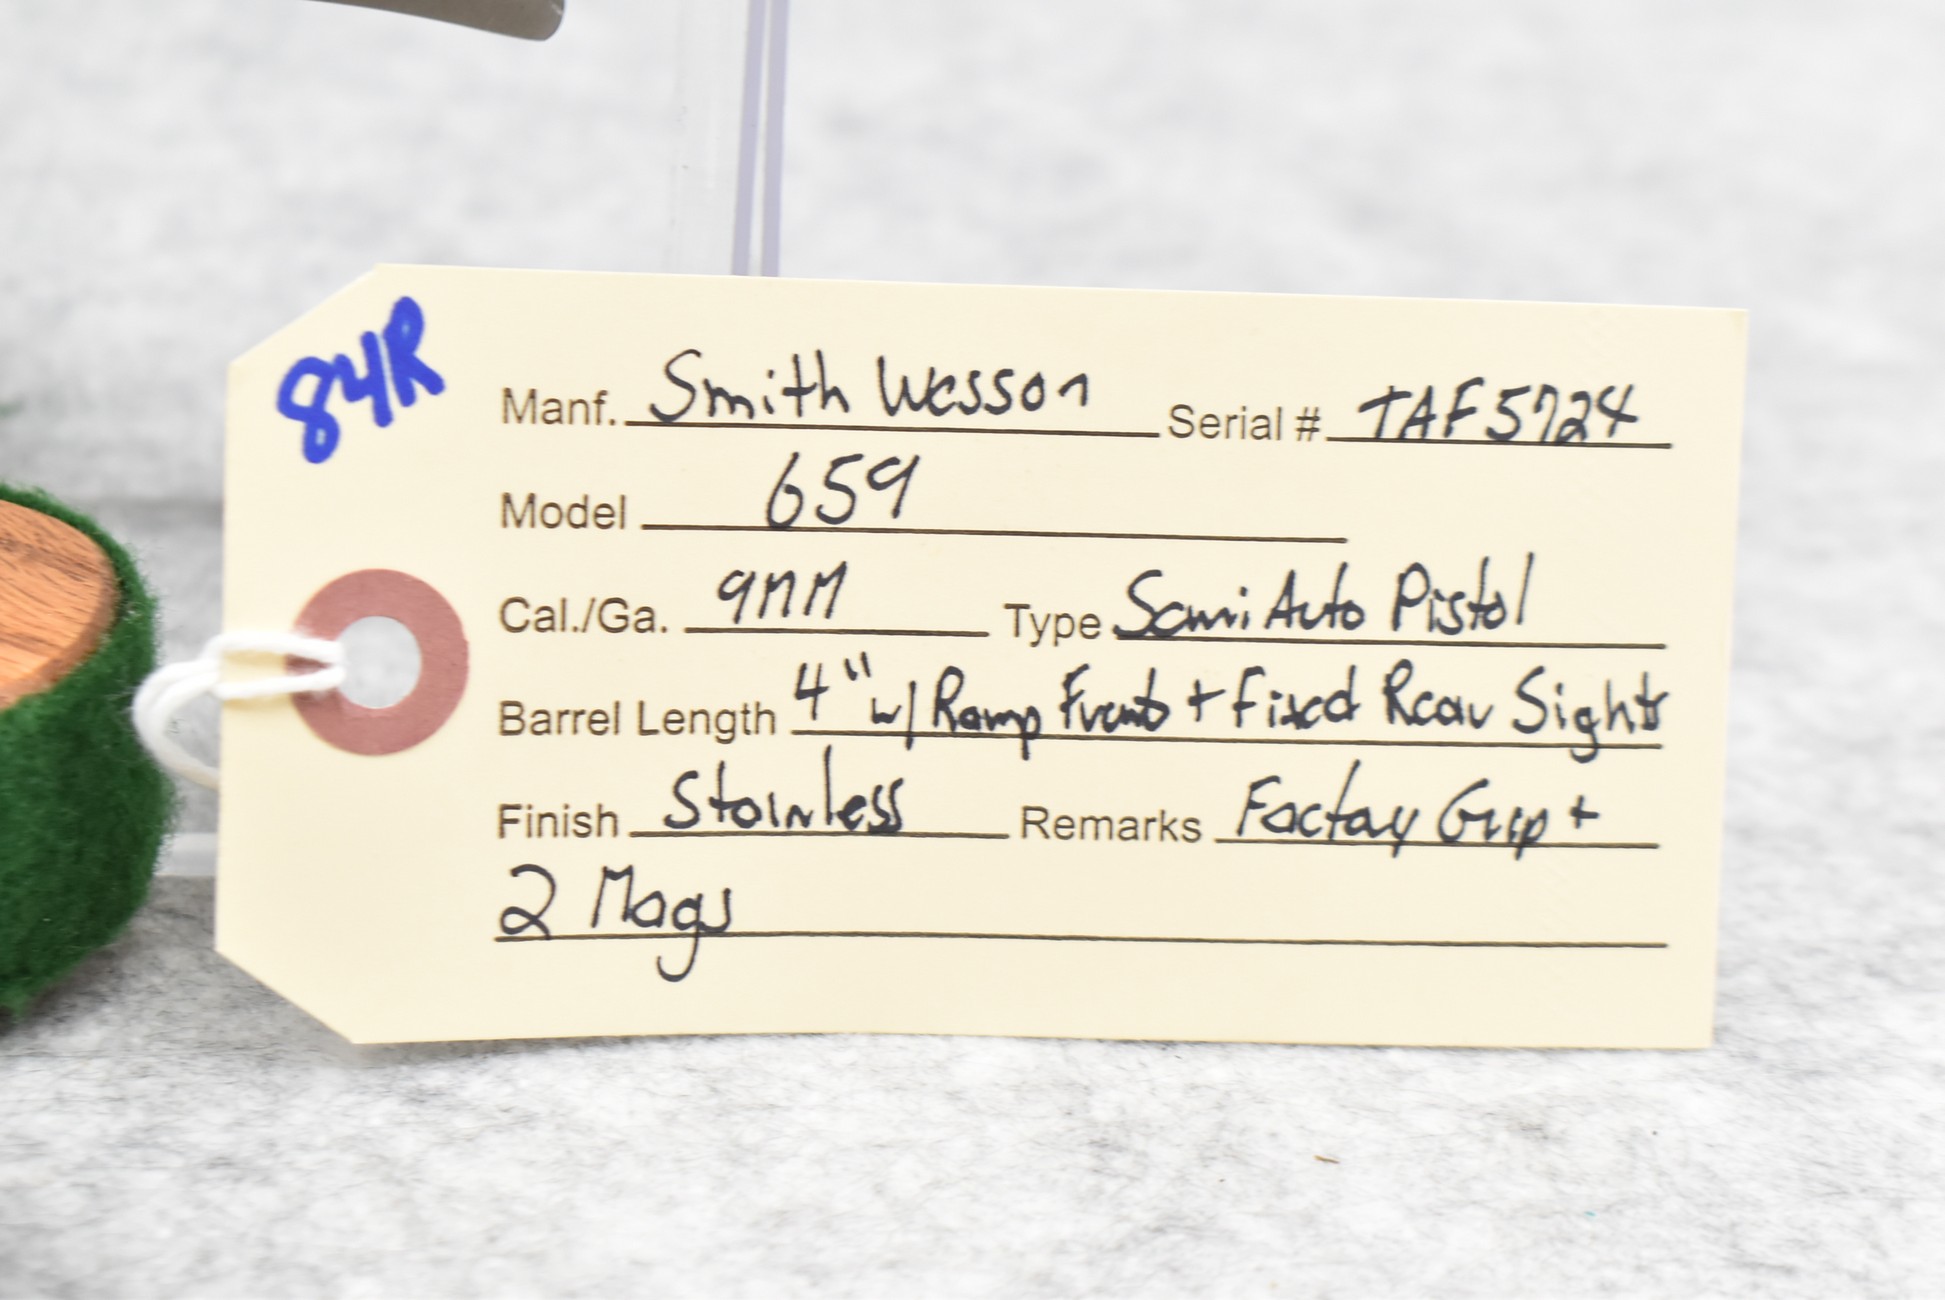 84R
Manf. Smith Wesson Serial # TAF5724
Model 659
Cal./Ga. 9MM Type Semi Auto Pistol
Barrel Length 4" w/ Ramp Front + Fixed Rear Sights
Finish Stainless Remarks Factory Grip +
2 Mags